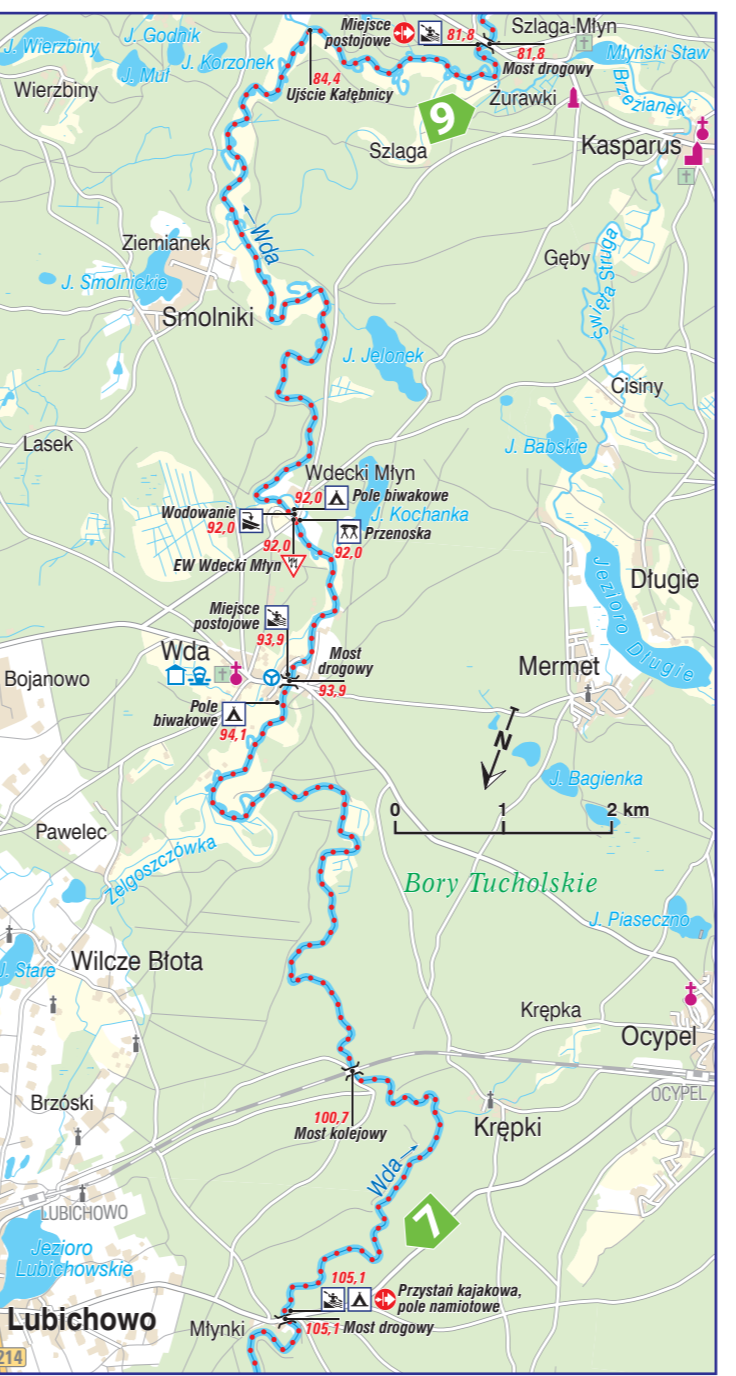 J. Wierzbiny
J. Godnik
J. Muł
J. Korzonek
Wierzbiny
Miejsce
postojowe
81,8
Szlaga-Młyn
81,8
Most drogowy
Młyński Staw
84,4
Ujście Kałębnicy
9
Żurawki
Brzezianek
Szlaga
Kasparus
Wda
Ziemianek
J. Smolnickie
Smolniki
Gęby
Święta Struga
J. Jelonek
Cisiny
Lasek
J. Babskie
Wdecki Młyn
92,0
Pole biwakowe
Wodowanie
92,0
J. Kochanka
Przenoska
92,0
92,0
EW Wdecki Młyn
Długie
Jezioro Długie
Miejsce
postojowe
93,9
Wda
Most
drogowy
93,9
Mermet
Bojanowo
Pole
biwakowe
94,1
N
J. Bagienka
0 1 2 km
Pawelec
Zelgoszczówka
Bory Tucholskie
J. Piaseczno
J. Stare
Wilcze Błota
Krępka
Ocypel
OCYPEL
Brzóski
100,7
Most kolejowy
Krępki
Wda
LUBICHOWO
7
Jezioro
Lubichowskie
105,1
Przystań kajakowa,
pole namiotowe
Lubichowo
Młynki
105,1 Most drogowy
214